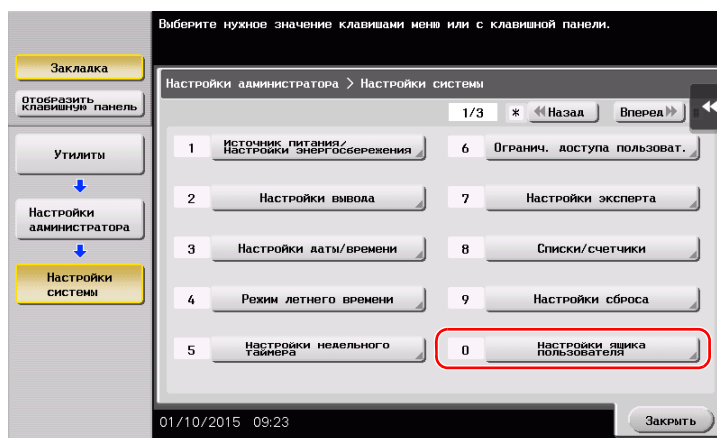 Выберите нужное значение клавишами меню или с клавишной панели.
Закладка
Отобразить
клавишную панель
Утилиты
Настройки
администратора
Настройки
системы
Настройки администратора > Настройки системы
1/3 * Назад Вперед
1 Источник питания/
Настройки энергосбережения
6 Огранич. доступа пользоват.
2 Настройки вывода
7 Настройки эксперта
3 Настройки даты/времени
8 Списки/счетчики
4 Режим летнего времени
9 Настройки сброса
5 Настройки недельного
таймера
0 Настройки ящика
пользователя
01/10/2015 09:23
Закрыть